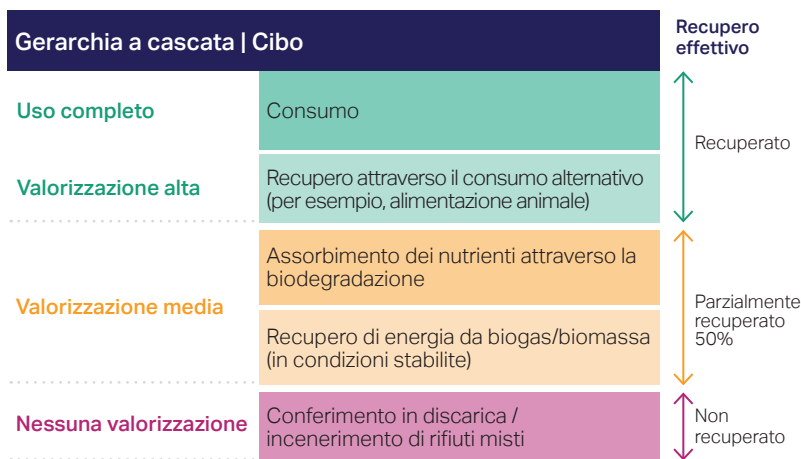 Gerarchia a cascata | Cibo
Recupero
effettivo
Uso completo
Consumo
Recuperato
Valorizzazione alta
Recupero attraverso il consumo alternativo
(per esempio, alimentazione animale)
Valorizzazione media
Assorbimento dei nutrienti attraverso la
biodegradazione
Recupero di energia da biogas/biomassa
(in condizioni stabilite)
Parzialmente
recuperato
50%
Nessuna valorizzazione
Conferimento in discarica /
incenerimento di rifiuti misti
Non
recuperato